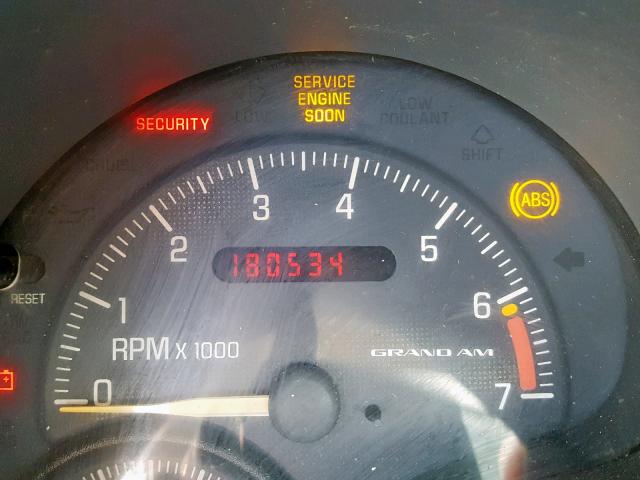 SERVICE
ENGINE
SOON
SECURITY
LOW
LOW
COOLANT
SHIFT
ABS
3
4
2
5
180534
RESET
1
6
RPM X 1000
GRAND AM
0
7